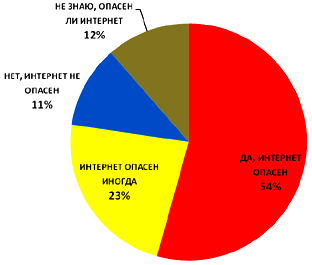 НЕ ЗНАЮ, ОПАСЕН
ЛИ ИНТЕРНЕТ
12%
НЕТ, ИНТЕРНЕТ НЕ
ОПАСЕН
11%
ИНТЕРНЕТ ОПАСЕН
ИНОГДА
23%
ДА, ИНТЕРНЕТ
ОПАСЕН
54%